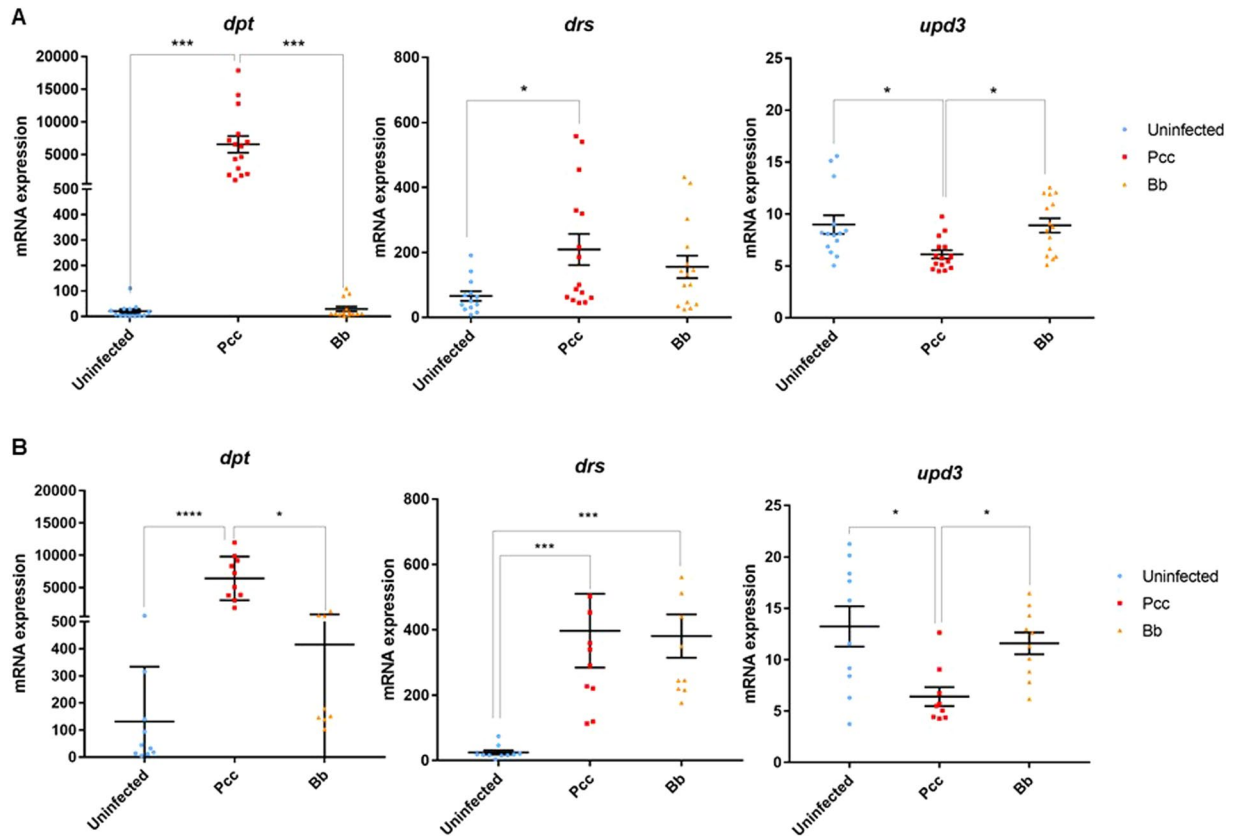 A
dpt
drs
upd3
20000
15000
10000
5000
500
400
300
200
100
0
mRNA expression
***
***
Uninfected
Pcc
Bb
800
600
400
200
0
mRNA expression
*
Uninfected
Pcc
Bb
25
20
15
10
5
0
mRNA expression
*
*
Uninfected
Pcc
Bb
Uninfected
Pcc
Bb
B
dpt
drs
upd3
20000
15000
10000
5000
500
400
300
200
100
0
mRNA expression
****
*
Uninfected
Pcc
Bb
800
600
400
200
0
mRNA expression
***
***
Uninfected
Pcc
Bb
25
20
15
10
5
0
mRNA expression
*
*
Uninfected
Pcc
Bb
Uninfected
Pcc
Bb